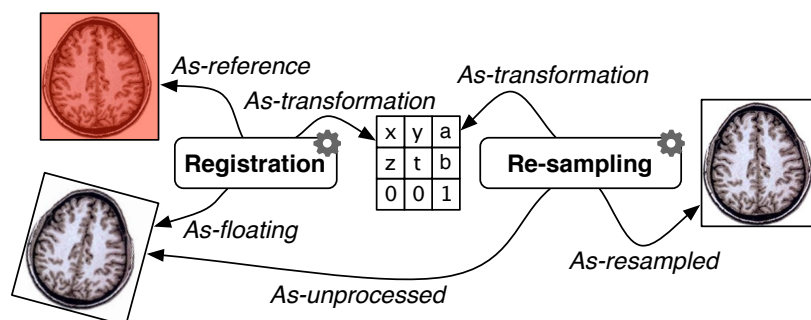 As-reference
As-transformation
As-transformation
x y a
Registration
z t b
Re-sampling
0 0 1
As-floating
As-resampled
As-unprocessed